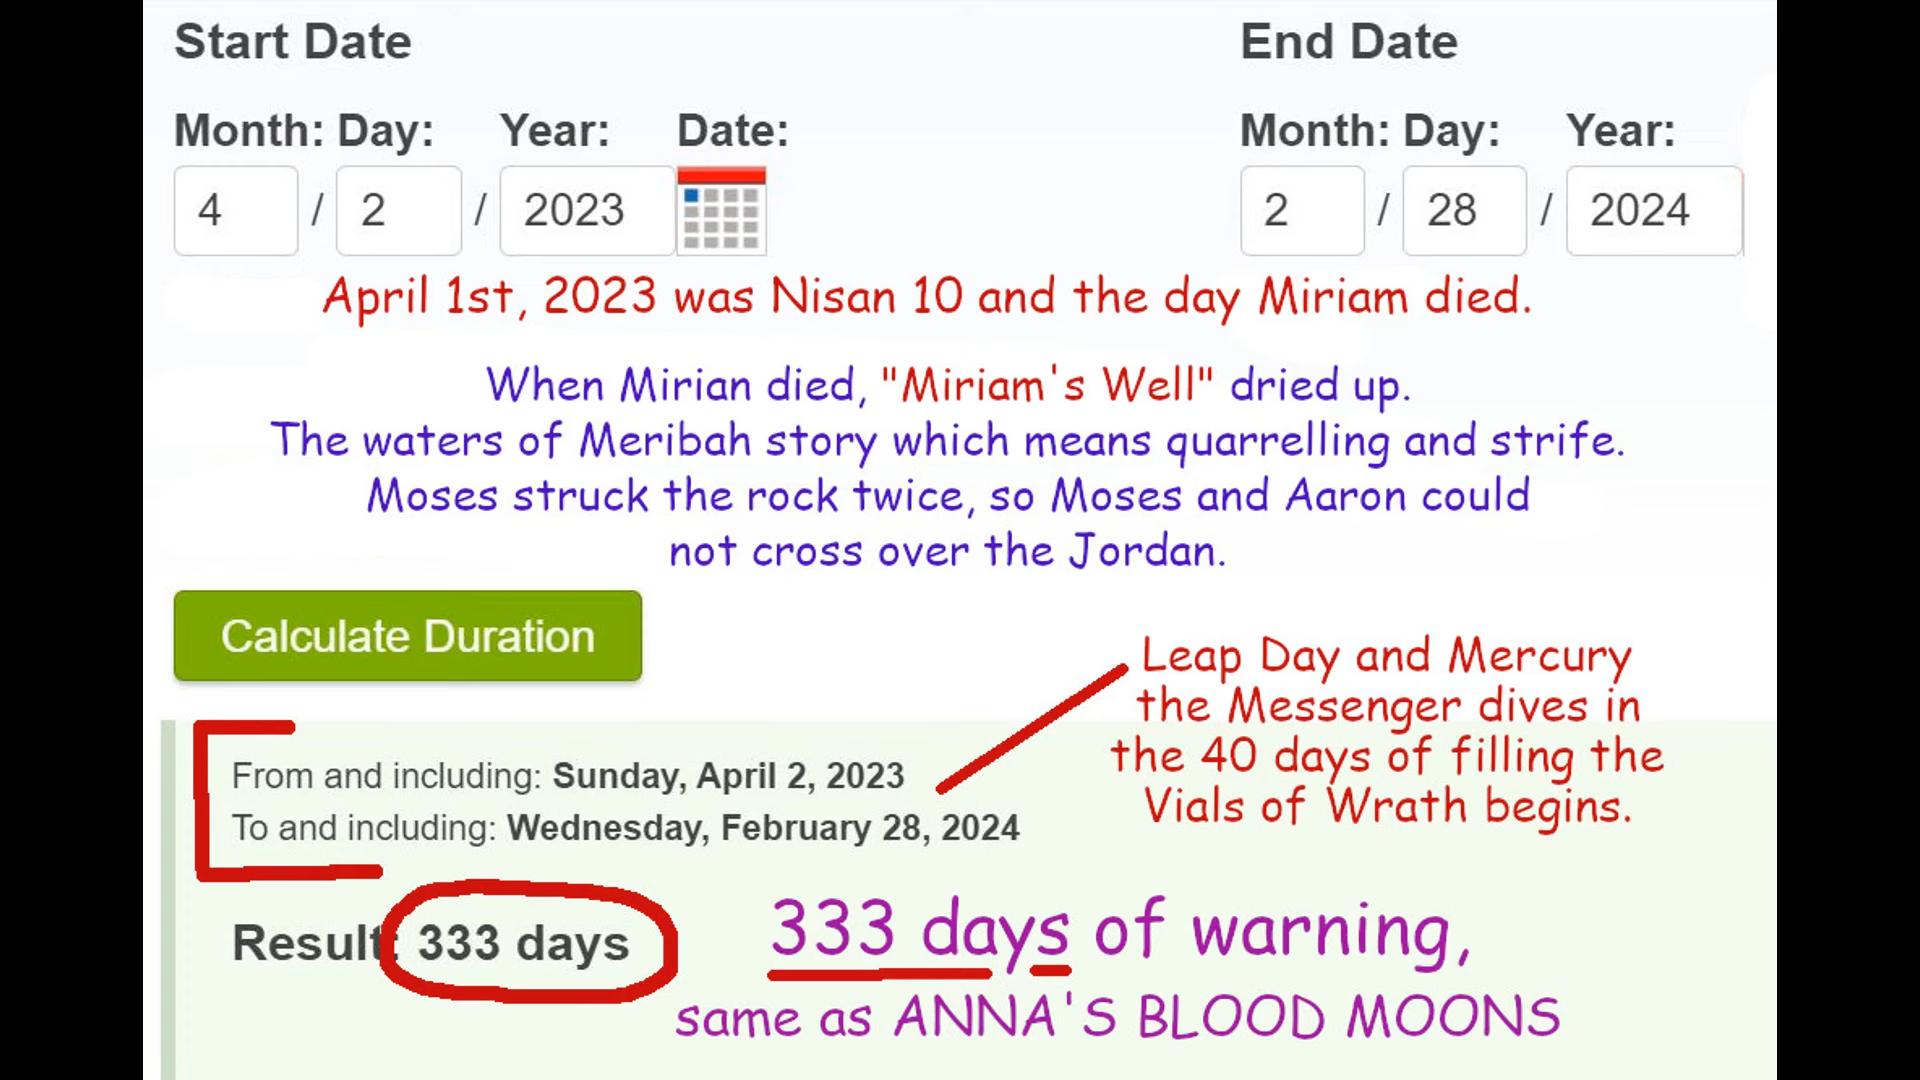 Start Date End Date
Month: Day: Year: Date: Month: Day: Year:
4 / 2 / 2023 2 / 28 / 2024
April 1st, 2023 was Nisan 10 and the day Miriam died.
When Mirian died, "Miriam's Well" dried up.
The waters of Meribah story which means quarrelling and strife.
Moses struck the rock twice, so Moses and Aaron could
not cross over the Jordan.
Calculate Duration
Leap Day and Mercury
the Messenger dives in
the 40 days of filling the
Vials of Wrath begins.
From and including: Sunday, April 2, 2023
To and including: Wednesday, February 28, 2024
Result: 333 days
333 days of warning,
same as ANNA'S BLOOD MOONS